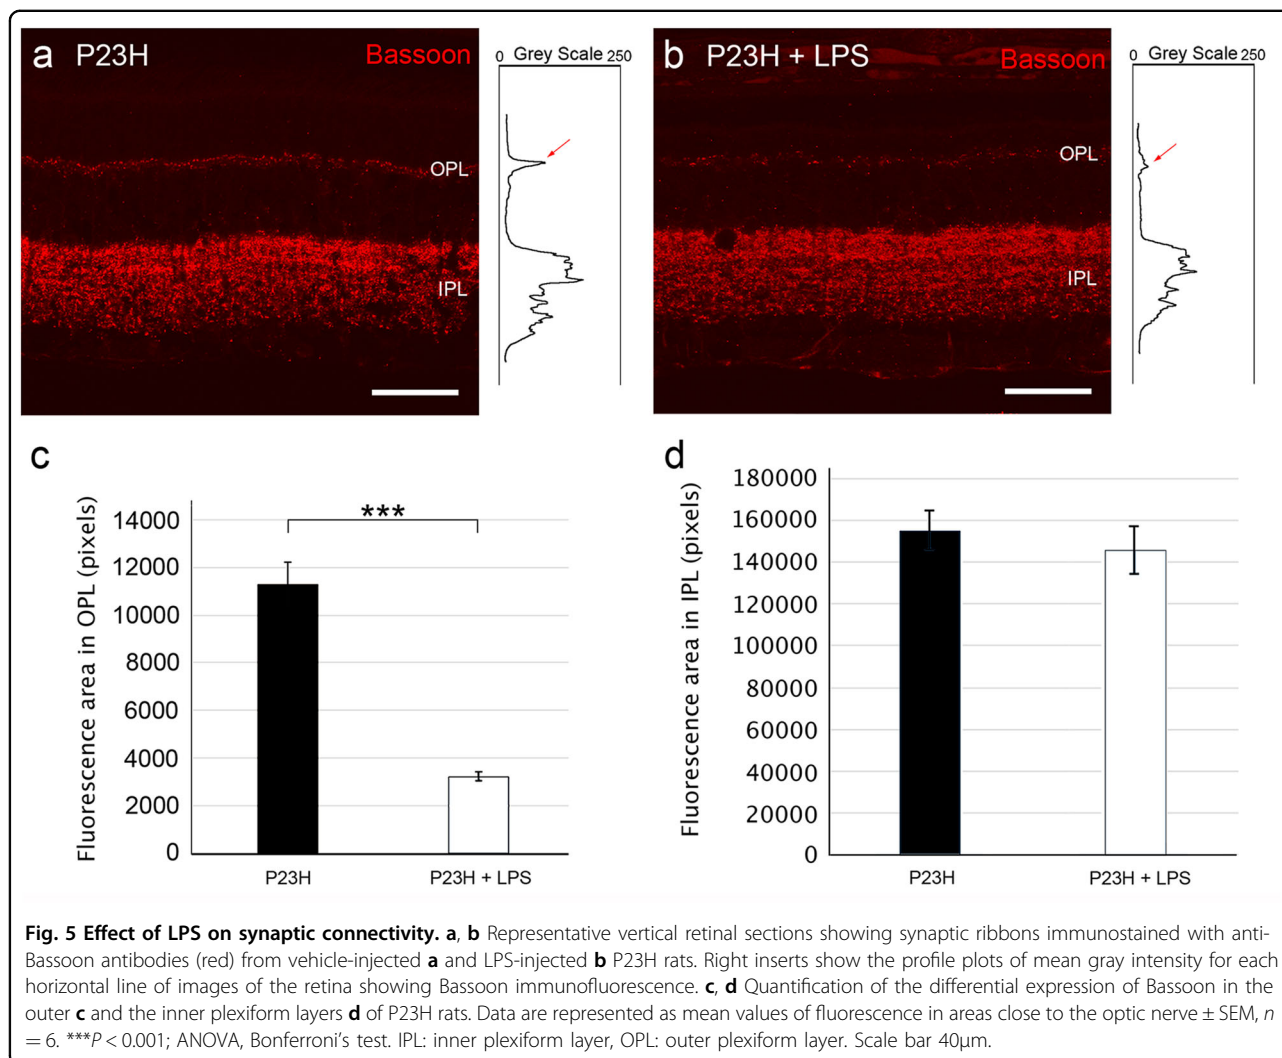 a P23H Bassoon
0 Grey Scale 250
OPL
IPL
b P23H + LPS Bassoon
0 Grey Scale 250
OPL
IPL
c
Fluorescence area in OPL (pixels)
14000
12000
10000
8000
6000
4000
2000
0
***
P23H P23H + LPS
d
Fluorescence area in IPL (pixels)
180000
160000
140000
120000
100000
80000
60000
40000
20000
0
P23H P23H + LPS
Fig. 5 Effect of LPS on synaptic connectivity. a, b Representative vertical retinal sections showing synaptic ribbons immunostained with anti-
Bassoon antibodies (red) from vehicle-injected a and LPS-injected b P23H rats. Right inserts show the profile plots of mean gray intensity for each
horizontal line of images of the retina showing Bassoon immunofluorescence. c, d Quantification of the differential expression of Bassoon in the
outer c and the inner plexiform layers d of P23H rats. Data are represented as mean values of fluorescence in areas close to the optic nerve ± SEM, n
= 6. ***P < 0.001; ANOVA, Bonferroni's test. IPL: inner plexiform layer, OPL: outer plexiform layer. Scale bar 40μm.